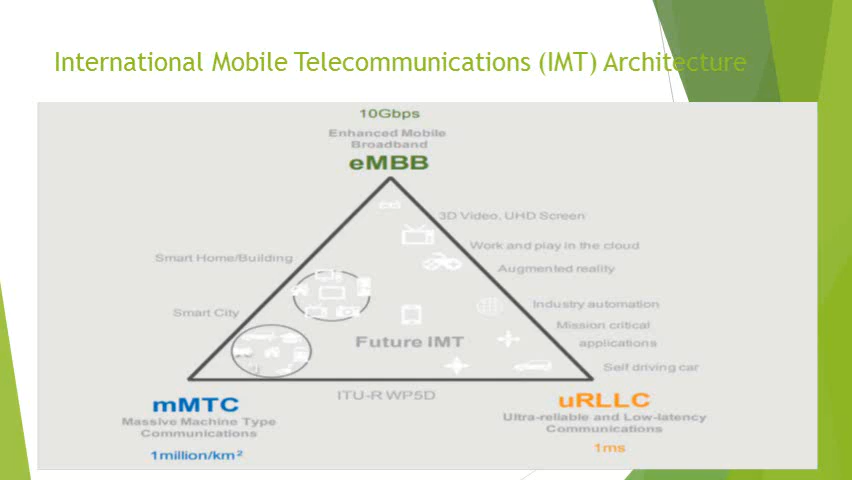 International Mobile Telecommunications (IMT) Architecture
10Gbps
Enhanced Mobile
Broadband
eMBB
3D Video, UHD Screen
Work and play in the cloud
Smart Home/Building
Augmented reality
Industry automation
Smart City
Mission critical
applications
Future IMT
Self driving car
ITU-R WP5D
mMTC
Massive Machine Type
Communications
1million/km²
uRLLC
Ultra-reliable and Low-latency
Communications
1ms